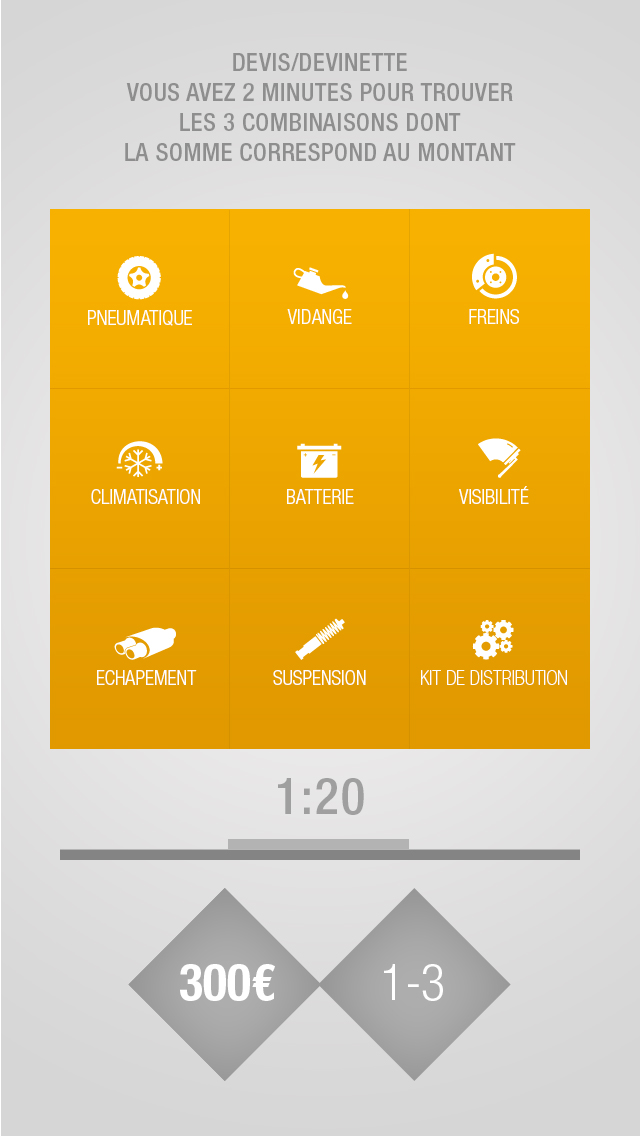 DEVIS/DEVINETTE
VOUS AVEZ 2 MINUTES POUR TROUVER
LES 3 COMBINAISONS DONT
LA SOMME CORRESPOND AU MONTANT
PNEUMATIQUE
VIDANGE
FREINS
CLIMATISATION
BATTERIE
VISIBILITÉ
ECHAPEMENT
SUSPENSION
KIT DE DISTRIBUTION
1:20
300€
1-3